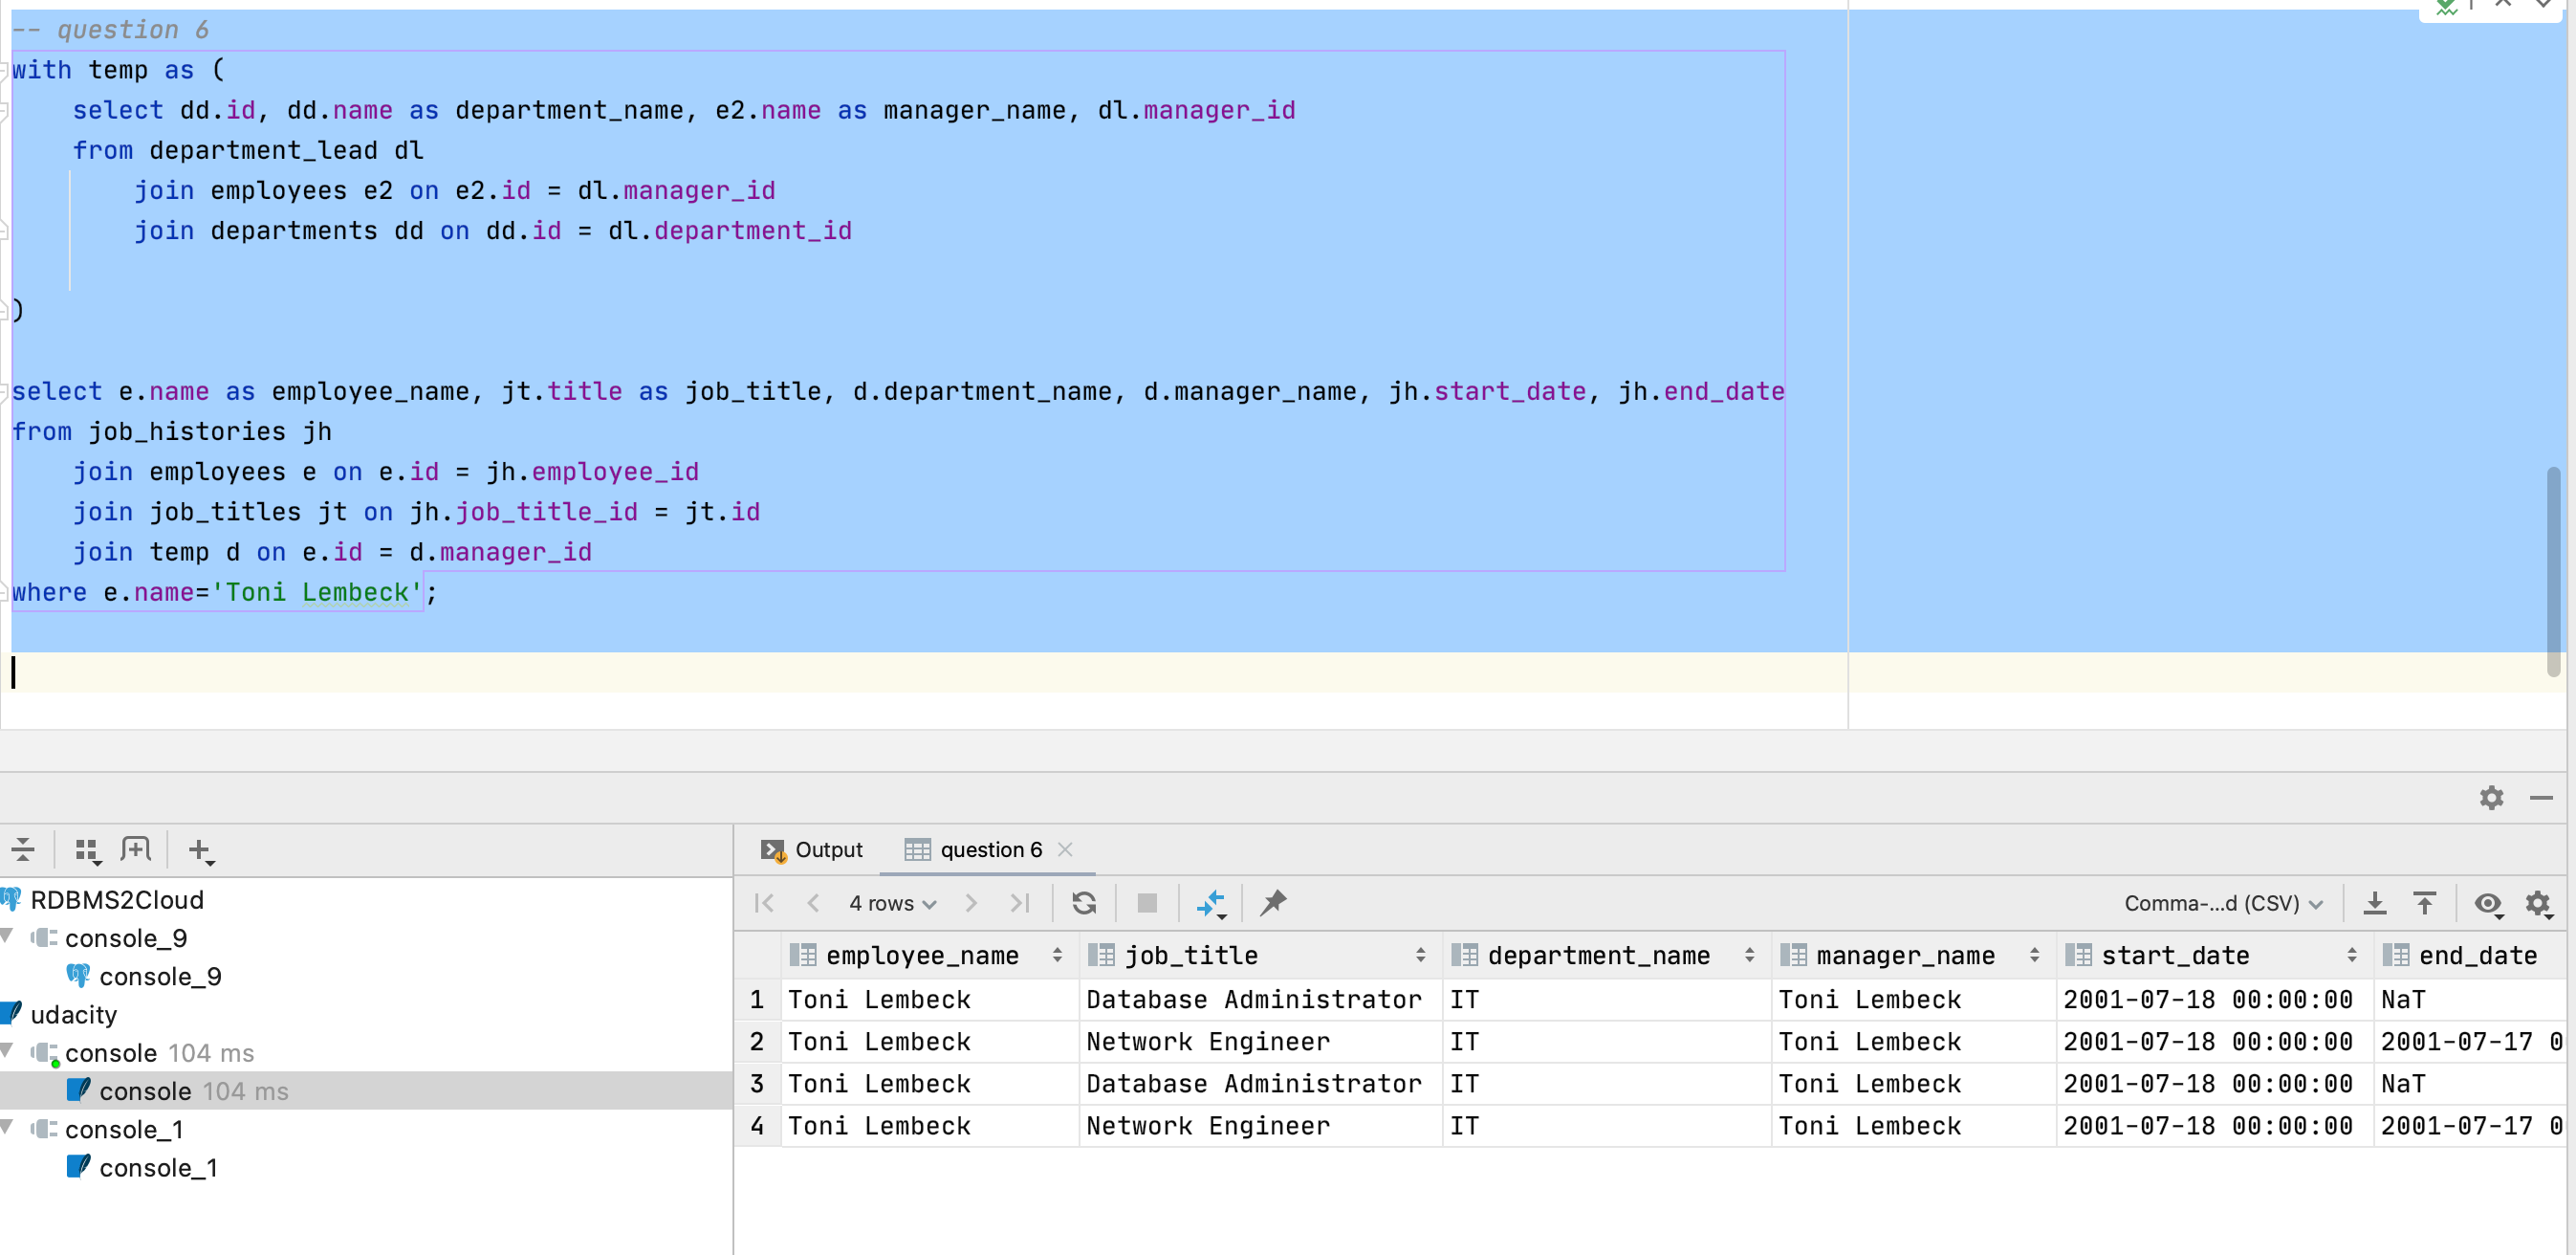 -- question 6
with temp as (
select dd.id, dd.name as department_name, e2.name as manager_name, dl.manager_id
from department_lead dl
join employees e2 on e2.id = dl.manager_id
join departments dd on dd.id = dl.department_id
)
select e.name as employee_name, jt.title as job_title, d.department_name, d.manager_name, jh.start_date, jh.end_date
from job_histories jh
join employees e on e.id = jh.employee_id
join job_titles jt on jh.job_title_id = jt.id
join temp d on e.id = d.manager_id
where e.name='Toni Lembeck';
RDBMS2Cloud
console_9
console_9
udacity
console 104 ms
console 104 ms
console_1
console_1
Output question 6
4 rows Comma-...d (CSV)
employee_name job_title department_name manager_name start_date end_date
1 Toni Lembeck Database Administrator IT Toni Lembeck 2001-07-18 00:00:00 NaT
2 Toni Lembeck Network Engineer IT Toni Lembeck 2001-07-18 00:00:00 2001-07-17 0
3 Toni Lembeck Database Administrator IT Toni Lembeck 2001-07-18 00:00:00 NaT
4 Toni Lembeck Network Engineer IT Toni Lembeck 2001-07-18 00:00:00 2001-07-17 0